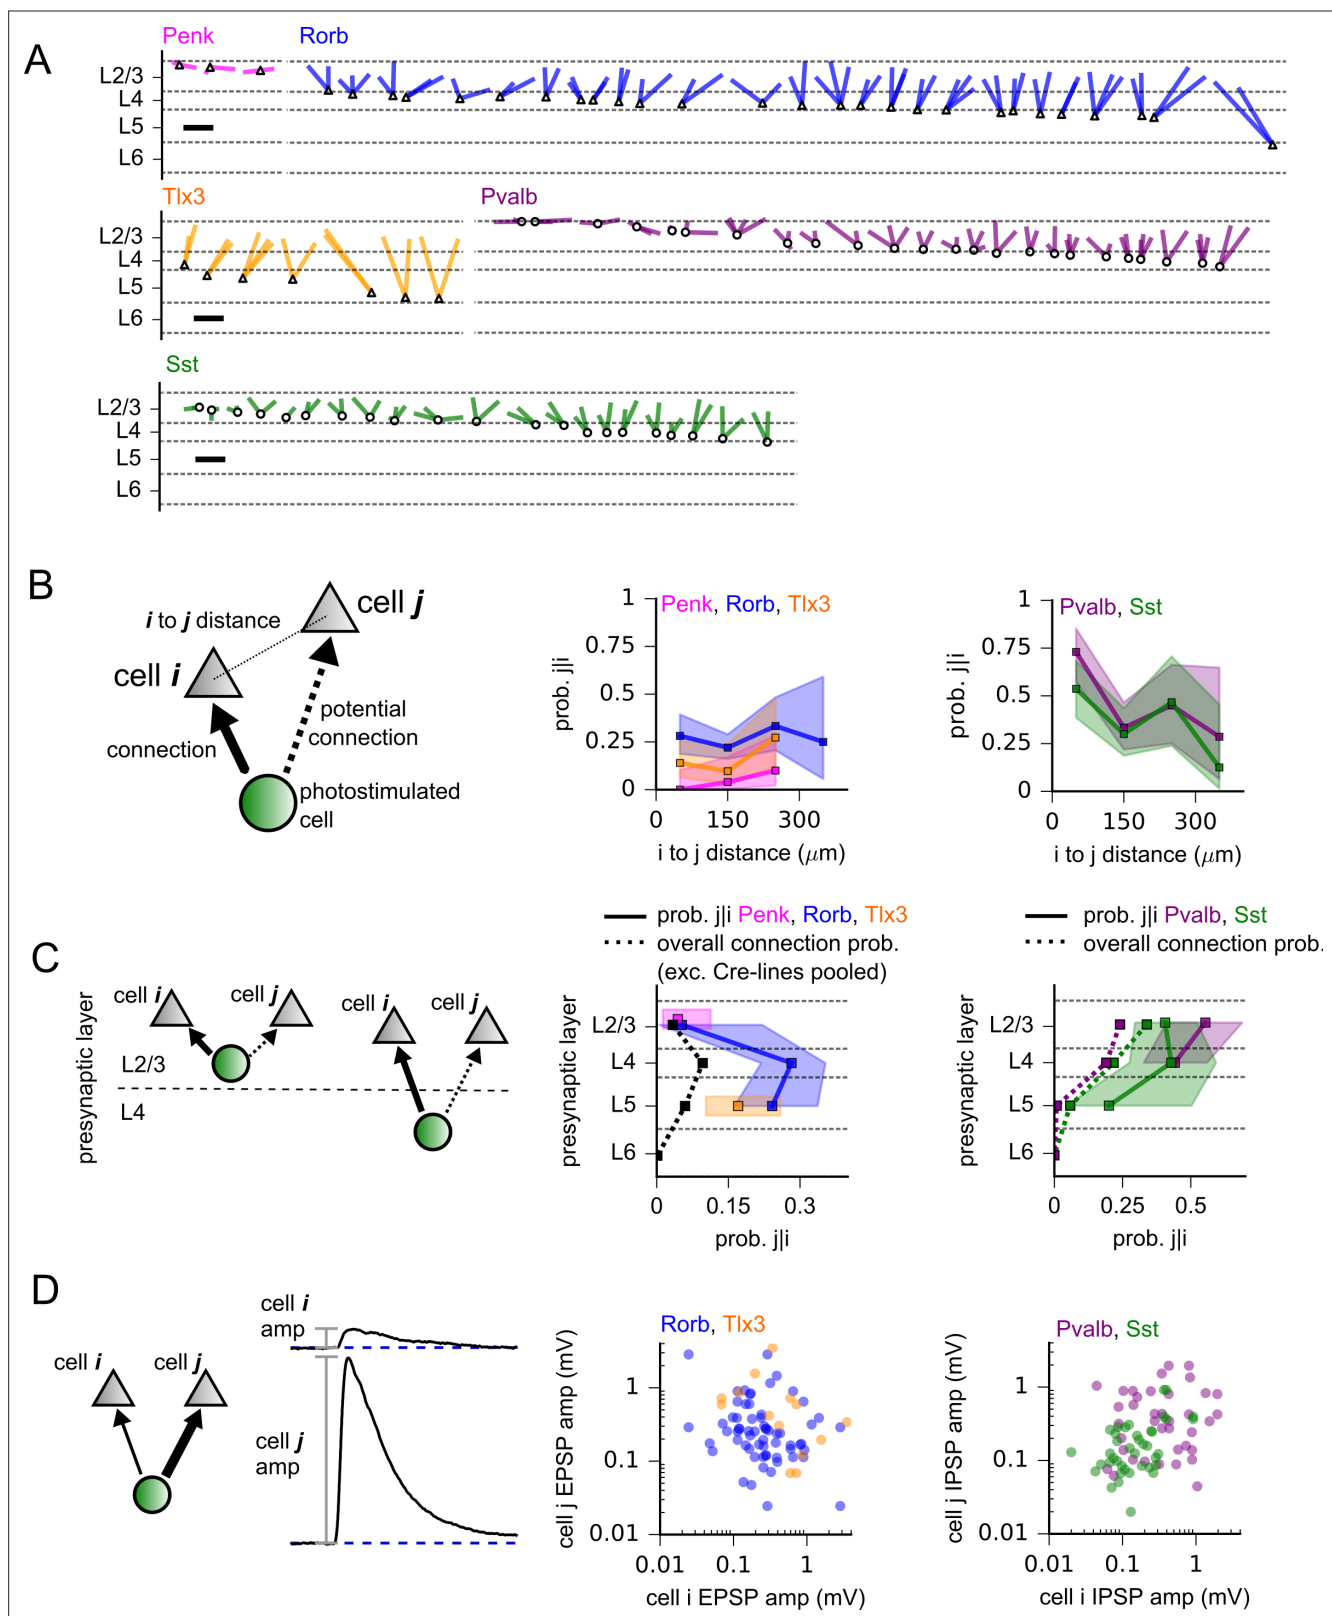 A
Penk Rorb
L2/3
L4
L5
L6
Tlx3 Pvalb
L2/3
L4
L5
L6
Sst
L2/3
L4
L5
L6
B
cell j
i to j distance
cell i
potential
connection
connection
photostimulated
cell
Penk, Rorb, Tlx3
prob. j|i
1
0.75
0.5
0.25
0
0 150 300
i to j distance (μm)
Pvalb, Sst
prob. j|i
1
0.75
0.5
0.25
0
0 150 300
i to j distance (μm)
C
presynaptic layer
cell i cell j cell i cell j
L2/3
L4
prob. j|i Penk, Rorb, Tlx3
overall connection prob.
(exc. Cre-lines pooled)
presynaptic layer
L2/3
L4
L5
L6
0 0.15 0.3
prob. j|i
prob. j|i Pvalb, Sst
overall connection prob.
presynaptic layer
L2/3
L4
L5
L6
0 0.25 0.5
prob. j|i
D
cell i cell j
cell i
amp
cell j
amp
Rorb, Tlx3
cell j EPSP amp (mV)
1
0.1
0.01
0.01 0.1 1
cell i EPSP amp (mV)
Pvalb, Sst
cell j IPSP amp (mV)
1
0.1
0.01
0.01 0.1 1
cell i IPSP amp (mV)